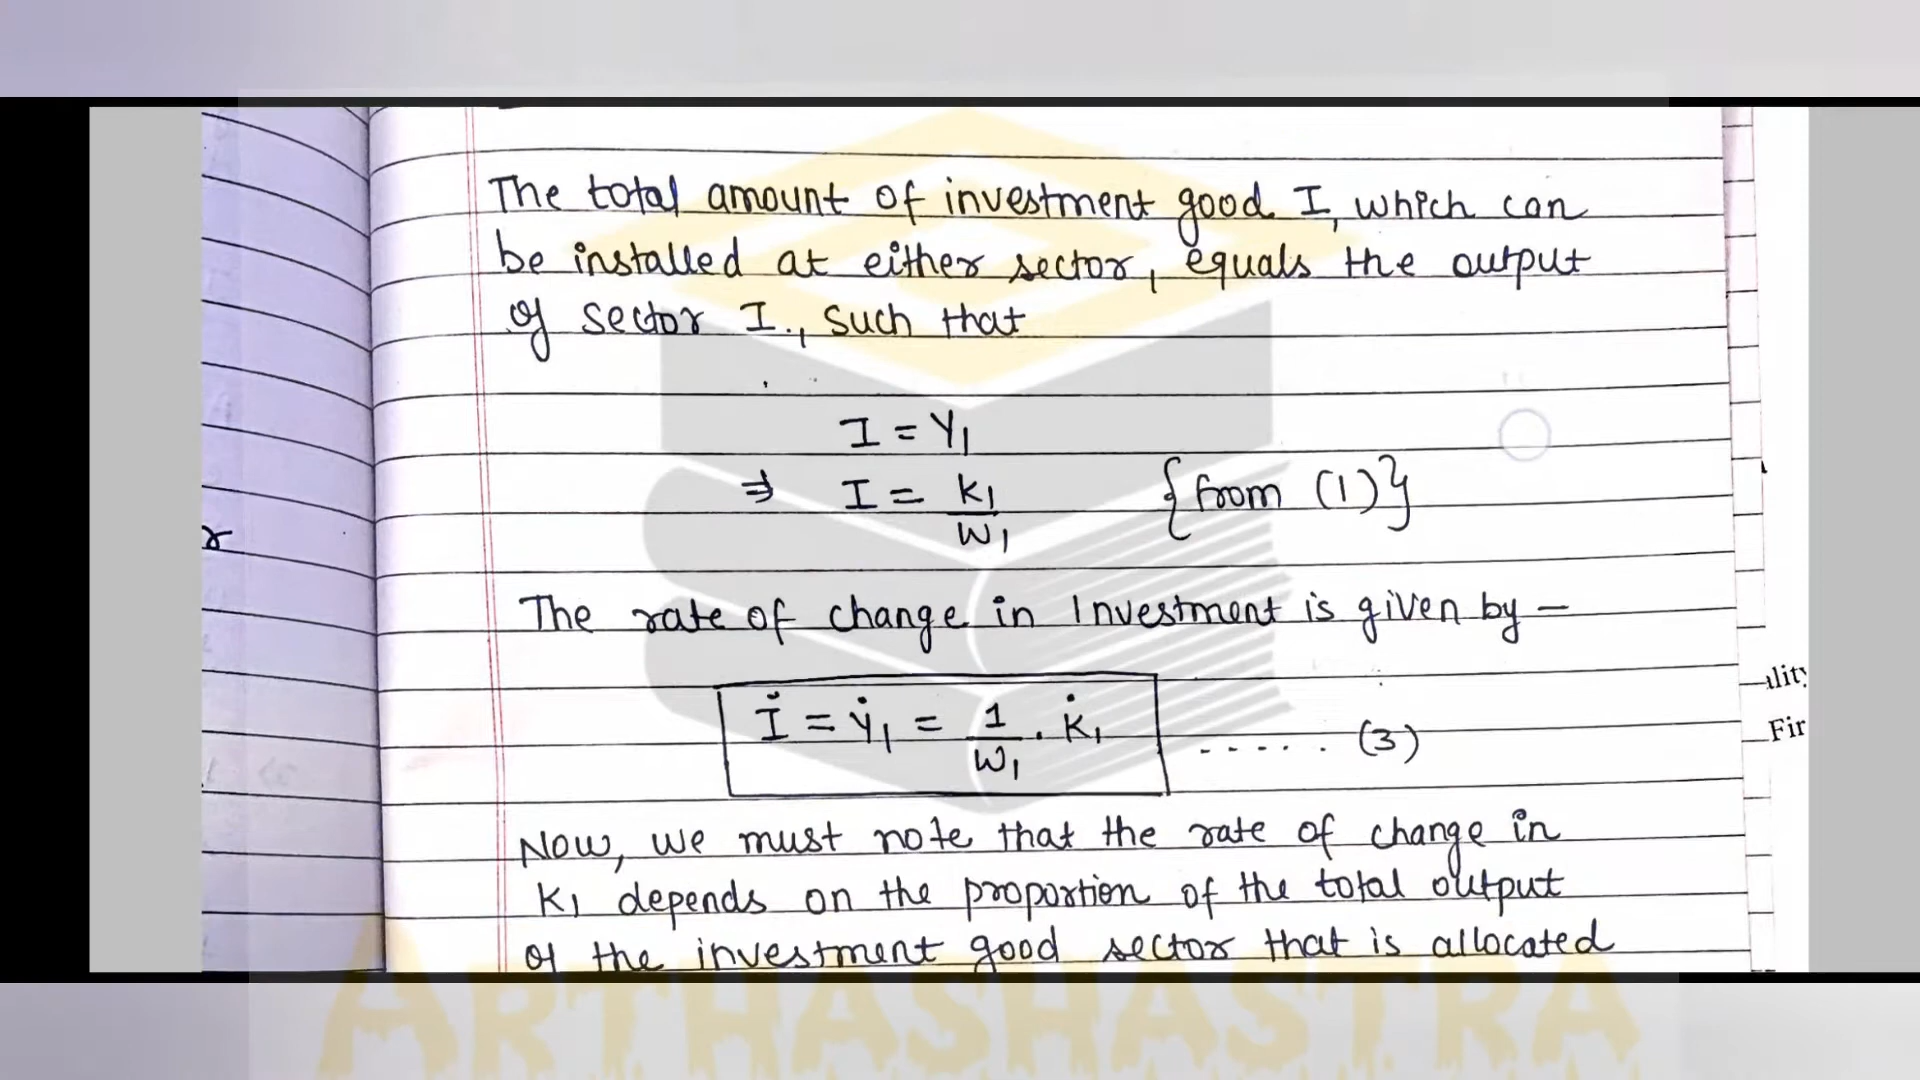 The total amount of investment good I, which can
be installed at either sector, equals the output
of sector I., such that
I = Y1
⇒ I = K1/W1 {from (1)}
The rate of change in Investment is given by –
İ = Ẏ1 = 1/W1 . K̇1 ...... (3)
Now, we must note that the rate of change in
K1 depends on the proportion of the total output
of the investment good sector that is allocated
r
Fir
ARTHASHASTRA